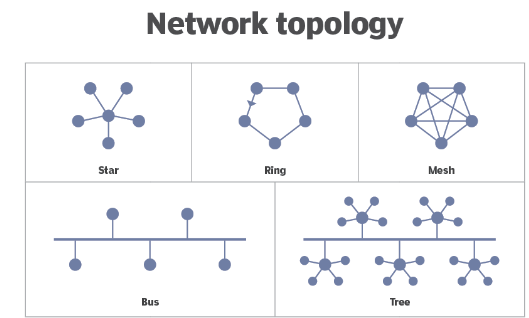 Network topology
Star
Ring
Mesh
Bus
Tree